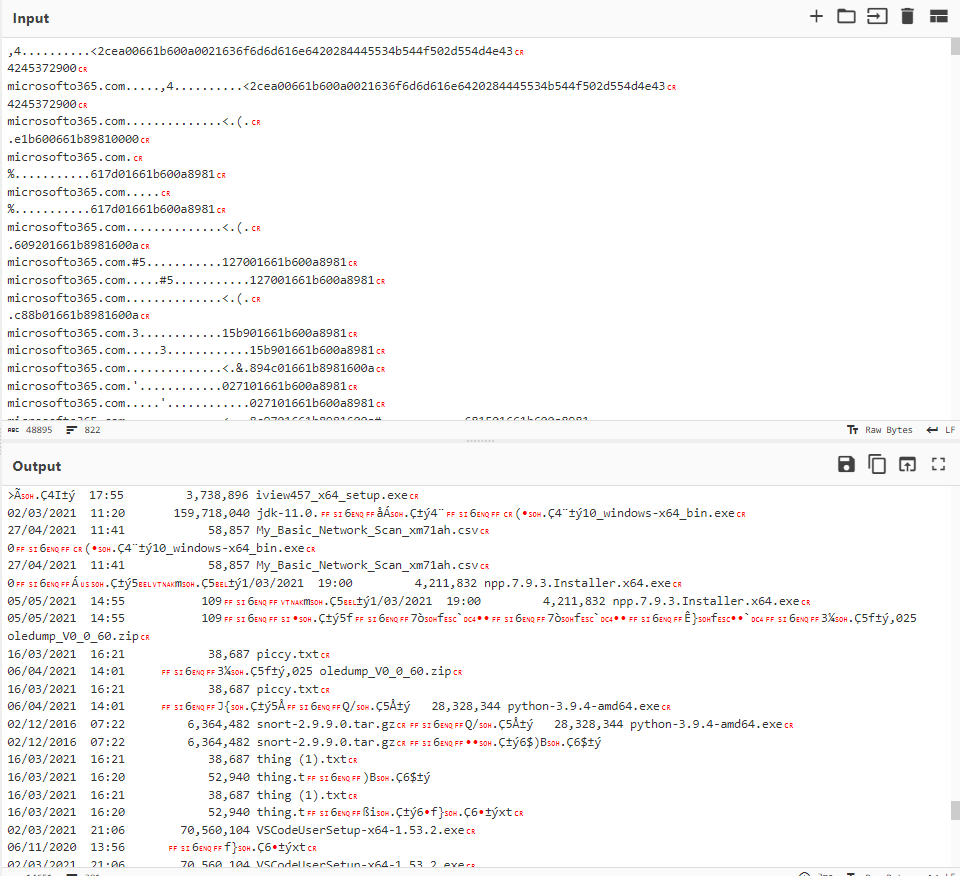 Input
,4..........<2cea00661b600a0021636f6d6d616e6420284445534b544f502d554d4e43CR
4245372900CR
microsofto365.com.....,4..........<2cea00661b600a0021636f6d6d616e6420284445534b544f502d554d4e43CR
4245372900CR
microsofto365.com..............<.(.CR
.e1b600661b89810000CR
microsofto365.com.CR
%...........617d01661b600a8981CR
microsofto365.com.....CR
%...........617d01661b600a8981CR
microsofto365.com..............<.(.CR
.609201661b8981600aCR
microsofto365.com.#5...........127001661b600a8981CR
microsofto365.com.....#5...........127001661b600a8981CR
microsofto365.com..............<.(.CR
.c88b01661b8981600aCR
microsofto365.com.3............15b901661b600a8981CR
microsofto365.com.....3............15b901661b600a8981CR
microsofto365.com..............<.&.894c01661b8981600aCR
microsofto365.com.'............027101661b600a8981CR
microsofto365.com.....'............027101661b600a8981CR
ABC 48895 822 Raw Bytes LF
Output
>ÃSOH.Ç4I±ý 17:55 3,738,896 iview457_x64_setup.exeCR
02/03/2021 11:20 159,718,040 jdk-11.0.FFSI6ENQFFåÁSOH.Ç±ý4¨FFSI6ENQFFCR(•SOH.Ç4¨±ý10_windows-x64_bin.exeCR
27/04/2021 11:41 58,857 My_Basic_Network_Scan_xm71ah.csvCR
0FFSI6ENQFFCR(•SOH.Ç4¨±ý10_windows-x64_bin.exeCR
27/04/2021 11:41 58,857 My_Basic_Network_Scan_xm71ah.csvCR
0FFSI6ENQFFÁUSSOH.Ç±ý5BELVTNAKmSOH.Ç5BEL±ý1/03/2021 19:00 4,211,832 npp.7.9.3.Installer.x64.exeCR
05/05/2021 14:55 109FFSI6ENQFFVTNAKmSOH.Ç5BEL±ý1/03/2021 19:00 4,211,832 npp.7.9.3.Installer.x64.exeCR
05/05/2021 14:55 109FFSI6ENQFFSI•SOH.Ç±ý5fFFSI6ENQFF7òSOHfESC`DC4••FFSI6ENQFF7òSOHfESC`DC4••FFSI6ENQFFÊ}SOHfESC••`DC4FFSI6ENQFF3¾SOH.Ç5f±ý,025
oledump_V0_0_60.zipCR
16/03/2021 16:21 38,687 piccy.txtCR
06/04/2021 14:01 FFSI6ENQFF3¾SOH.Ç5f±ý,025 oledump_V0_0_60.zipCR
16/03/2021 16:21 38,687 piccy.txtCR
06/04/2021 14:01 FFSI6ENQFFJ{SOH.Ç±ý5ÅFFSI6ENQFFQ/SOH.Ç5Å±ý 28,328,344 python-3.9.4-amd64.exeCR
02/12/2016 07:22 6,364,482 snort-2.9.9.0.tar.gzCRFFSI6ENQFFQ/SOH.Ç5Å±ý 28,328,344 python-3.9.4-amd64.exeCR
02/12/2016 07:22 6,364,482 snort-2.9.9.0.tar.gzCRFFSI6ENQFF••SOH.Ç±ý6$)BSOH.Ç6$±ý
16/03/2021 16:21 38,687 thing (1).txtCR
16/03/2021 16:20 52,940 thing.tFFSI6ENQFF)BSOH.Ç6$±ý
16/03/2021 16:21 38,687 thing (1).txtCR
16/03/2021 16:20 52,940 thing.tFFSI6ENQFFßiSOH.Ç±ý6•f}SOH.Ç6•±ýxtCR
02/03/2021 21:06 70,560,104 VSCodeUserSetup-x64-1.53.2.exeCR
06/11/2020 13:56 FFSI6ENQFFf}SOH.Ç6•±ýxtCR
02/03/2021 21:06 70,560,104 VSCodeUserSetup-x64-1.53.2.exeCR